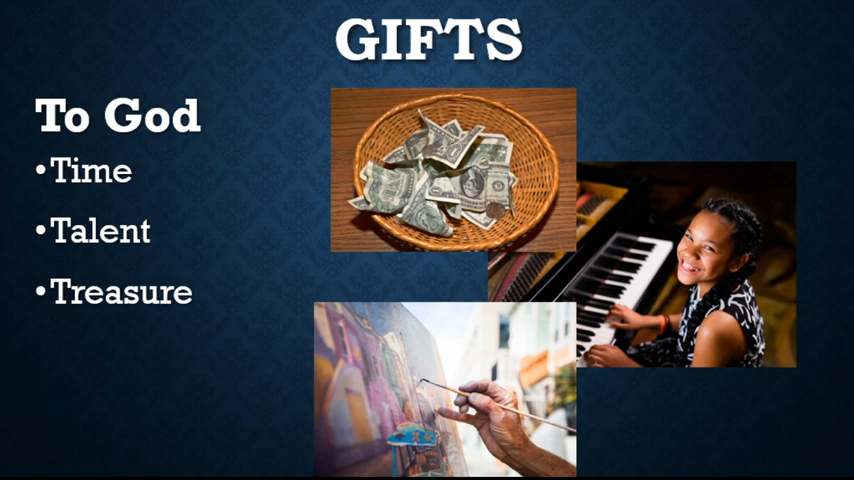 GIFTS
To God
•Time
•Talent
•Treasure